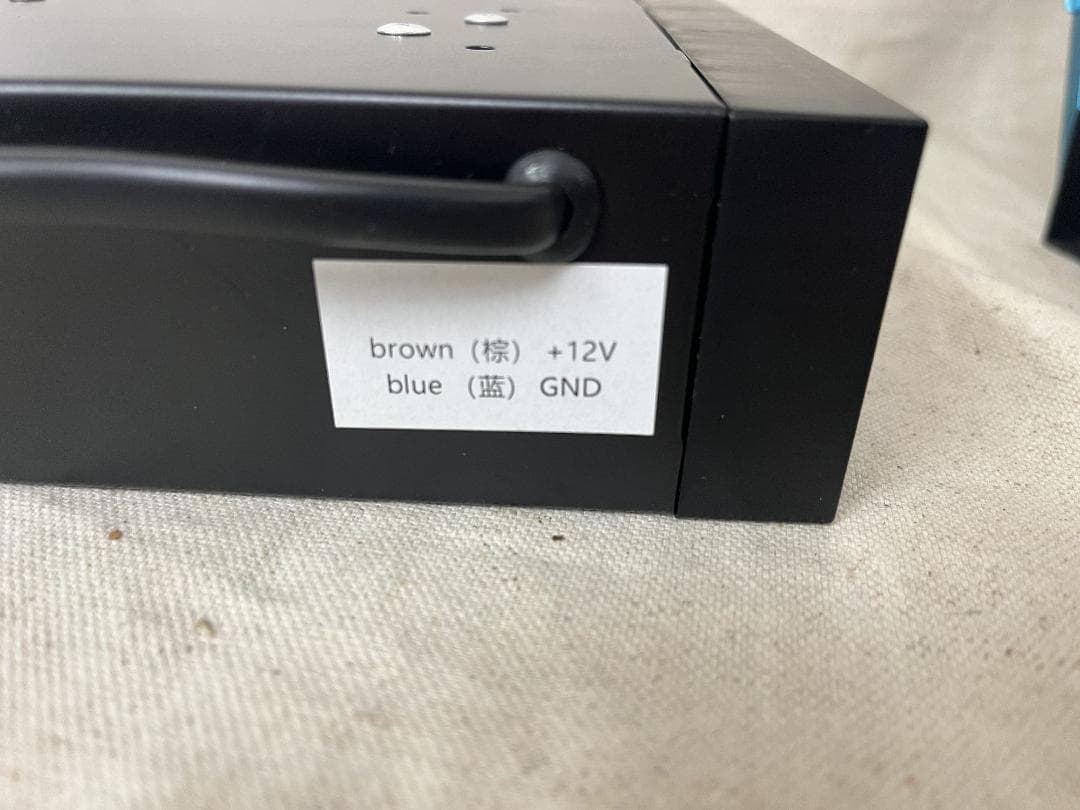 brown（棕） +12V
blue （蓝） GND